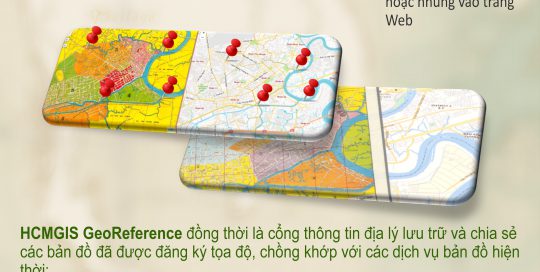 hoặc nhúng vào trang
Web
HCMGIS GeoReference đồng thời là cổng thông tin địa lý lưu trữ và chia sẻ
các bản đồ đã được đăng ký tọa độ, chồng khớp với các dịch vụ bản đồ hiện
thời: